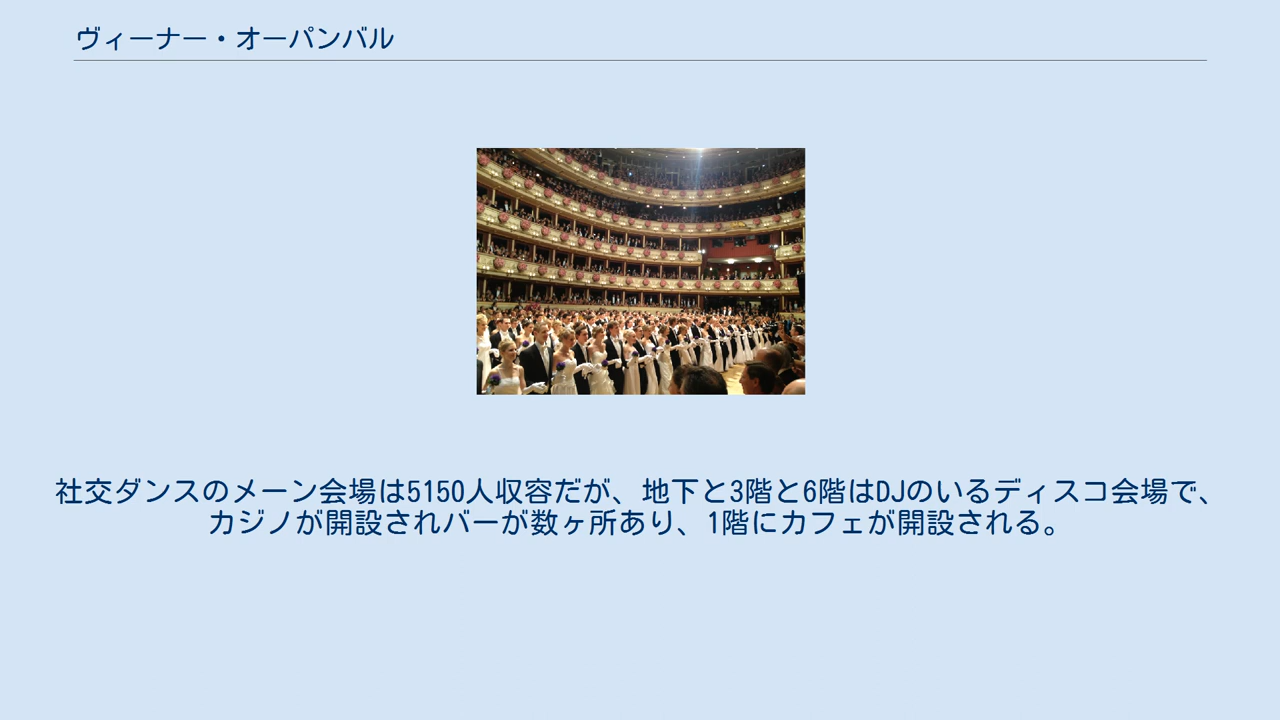 ヴィーナー・オーパンバル
社交ダンスのメーン会場は5150人収容だが、地下と3階と6階はDJのいるディスコ会場で、
カジノが開設されバーが数ヶ所あり、1階にカフェが開設される。